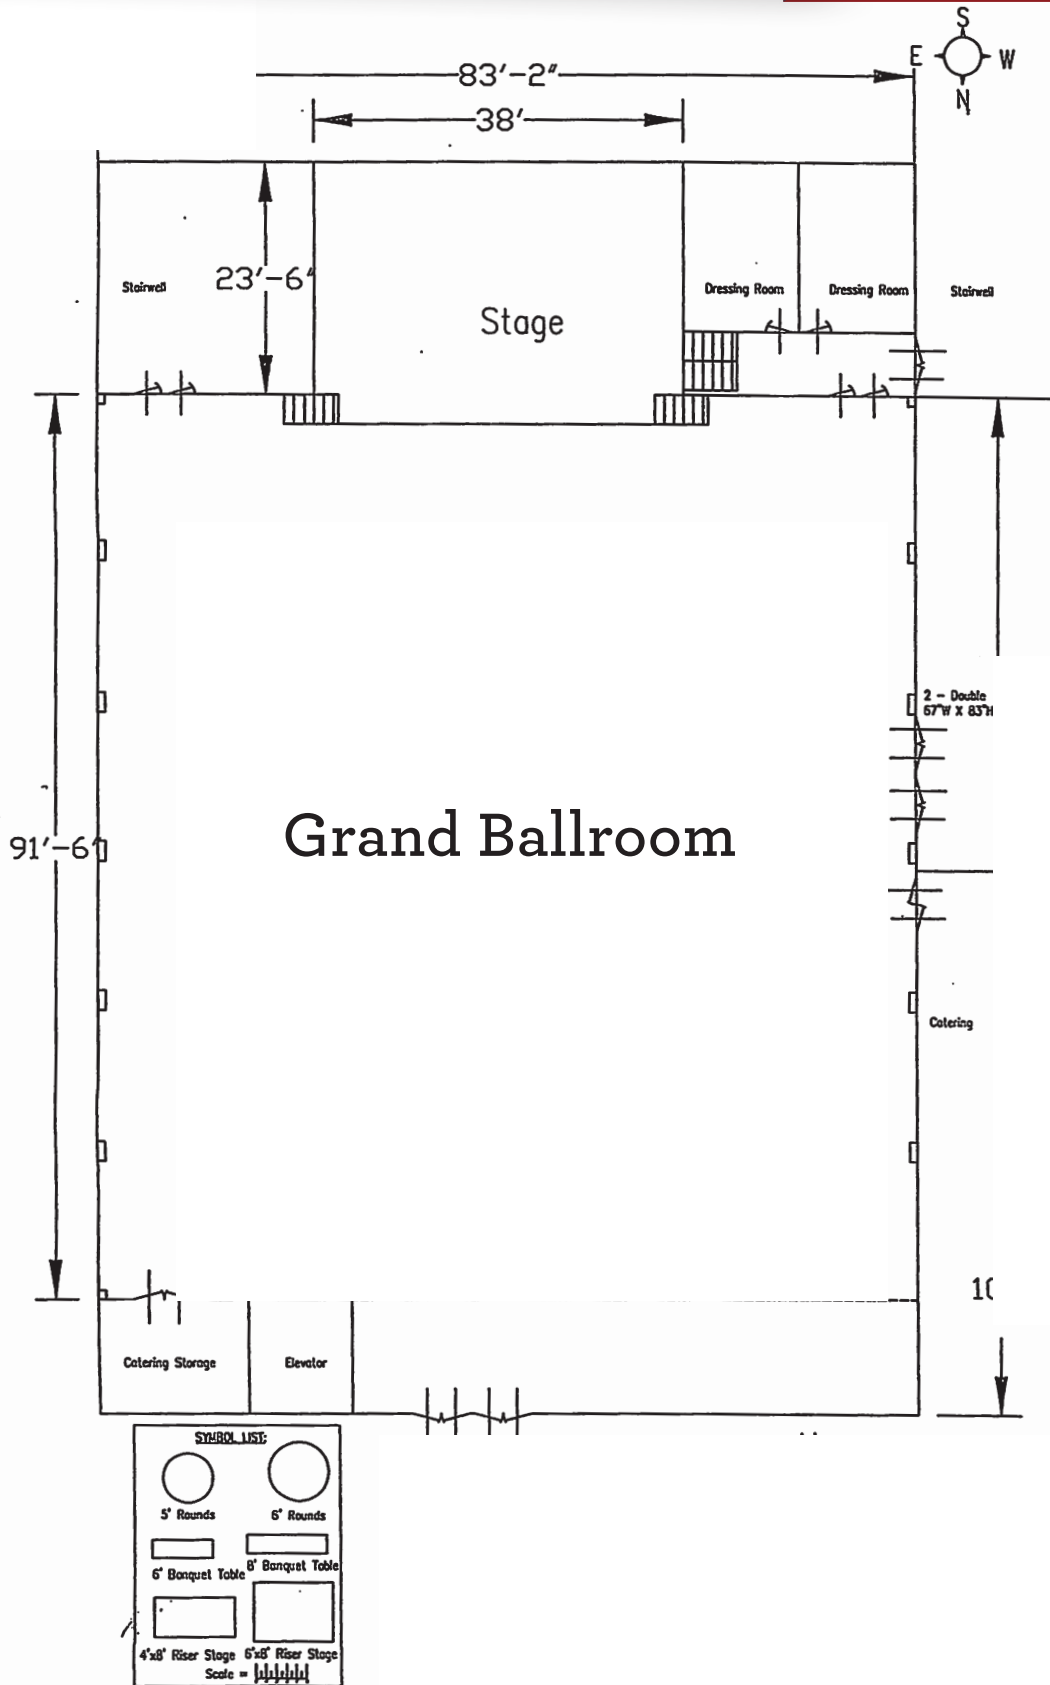 S
E W
N
83'-2"
38'
23'-6"
Stairwell
Stage
Dressing Room
Dressing Room
Stairwell
2 - Double
67"W X 83"H
Grand Ballroom
91'-6'
Catering
10
Catering Storage
Elevator
SYMBOL LIST:
5' Rounds
6' Rounds
6' Banquet Table
8' Banquet Table
4'x8' Riser Stage
6'x8' Riser Stage
Scale =